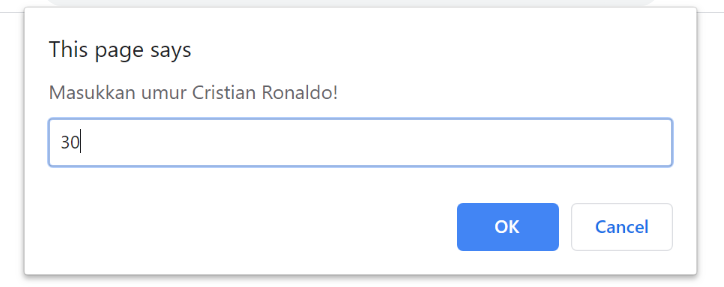 This page says
Masukkan umur Cristian Ronaldo!
30
OK Cancel